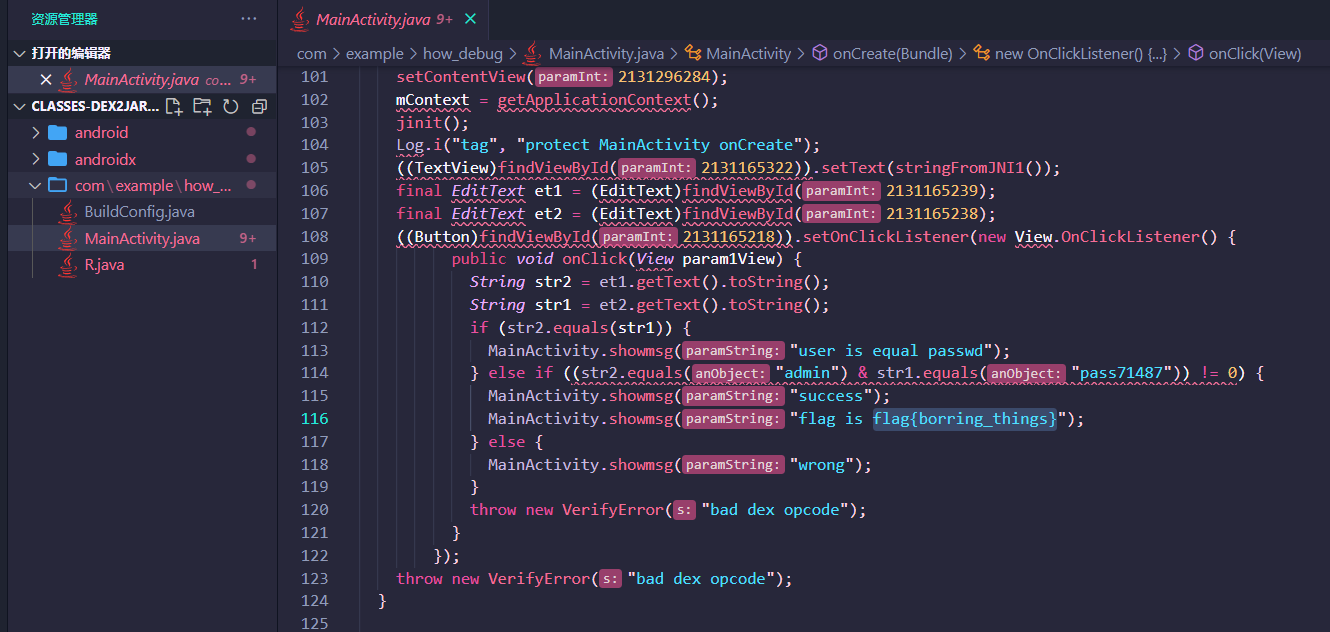 资源管理器 ···
打开的编辑器
MainActivity.java co... 9+
CLASSES-DEX2JAR...
android
androidx
com\example\how_...
BuildConfig.java
MainActivity.java 9+
R.java 1
MainActivity.java 9+
com > example > how_debug > MainActivity.java > MainActivity > onCreate(Bundle) > new OnClickListener() {...} > onClick(View)
101 setContentView(paramInt: 2131296284);
102 mContext = getApplicationContext();
103 jinit();
104 Log.i("tag", "protect MainActivity onCreate");
105 ((TextView)findViewById(paramInt: 2131165322)).setText(stringFromJNI1());
106 final EditText et1 = (EditText)findViewById(paramInt: 2131165239);
107 final EditText et2 = (EditText)findViewById(paramInt: 2131165238);
108 ((Button)findViewById(paramInt: 2131165218)).setOnClickListener(new View.OnClickListener() {
109 public void onClick(View param1View) {
110 String str2 = et1.getText().toString();
111 String str1 = et2.getText().toString();
112 if (str2.equals(str1)) {
113 MainActivity.showmsg(paramString: "user is equal passwd");
114 } else if ((str2.equals(anObject: "admin") & str1.equals(anObject: "pass71487")) != 0) {
115 MainActivity.showmsg(paramString: "success");
116 MainActivity.showmsg(paramString: "flag is flag{borring_things}");
117 } else {
118 MainActivity.showmsg(paramString: "wrong");
119 }
120 throw new VerifyError(s: "bad dex opcode");
121 }
122 });
123 throw new VerifyError(s: "bad dex opcode");
124 }
125